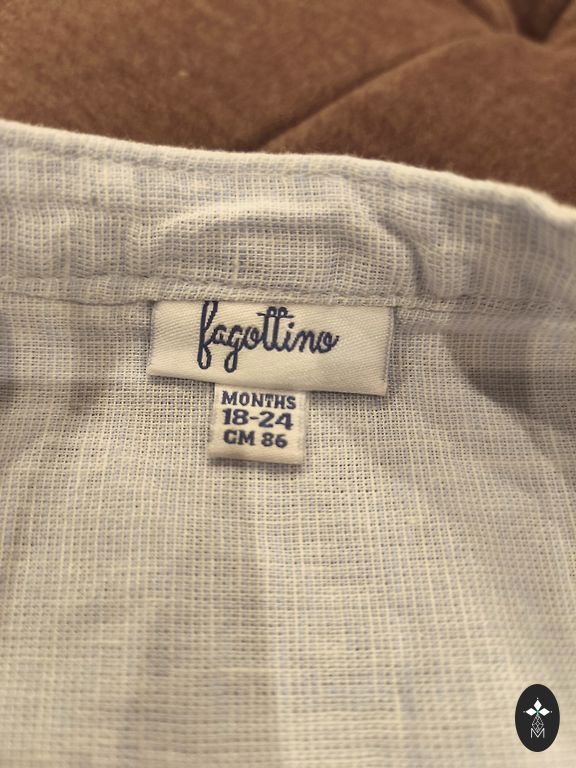 fagottino
MONTHS
18-24
CM 86
M